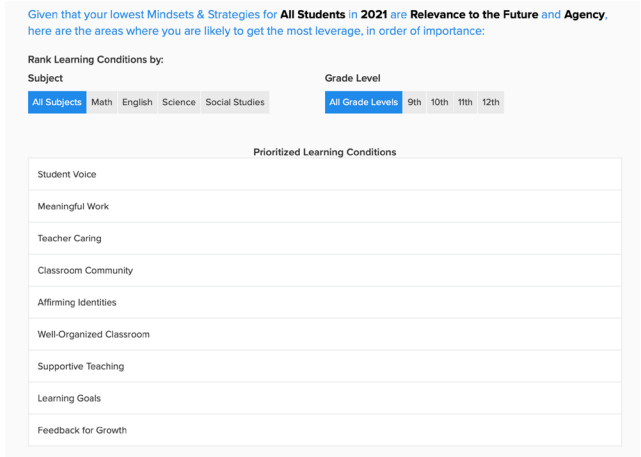 Given that your lowest Mindsets & Strategies for All Students in 2021 are Relevance to the Future and Agency,
here are the areas where you are likely to get the most leverage, in order of importance:
Rank Learning Conditions by:
Subject
All Subjects Math English Science Social Studies
Grade Level
All Grade Levels 9th 10th 11th 12th
Prioritized Learning Conditions
Student Voice
Meaningful Work
Teacher Caring
Classroom Community
Affirming Identities
Well-Organized Classroom
Supportive Teaching
Learning Goals
Feedback for Growth